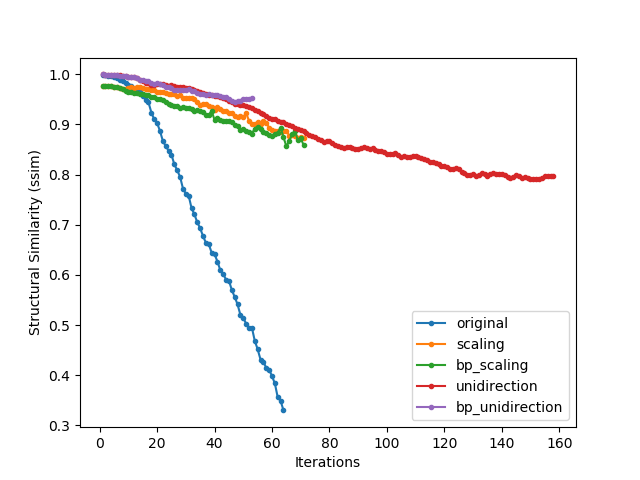 1.0
0.9
0.8
0.7
0.6
0.5
0.4
0.3
Structural Similarity (ssim)
0 20 40 60 80 100 120 140 160
Iterations
original
scaling
bp_scaling
unidirection
bp_unidirection